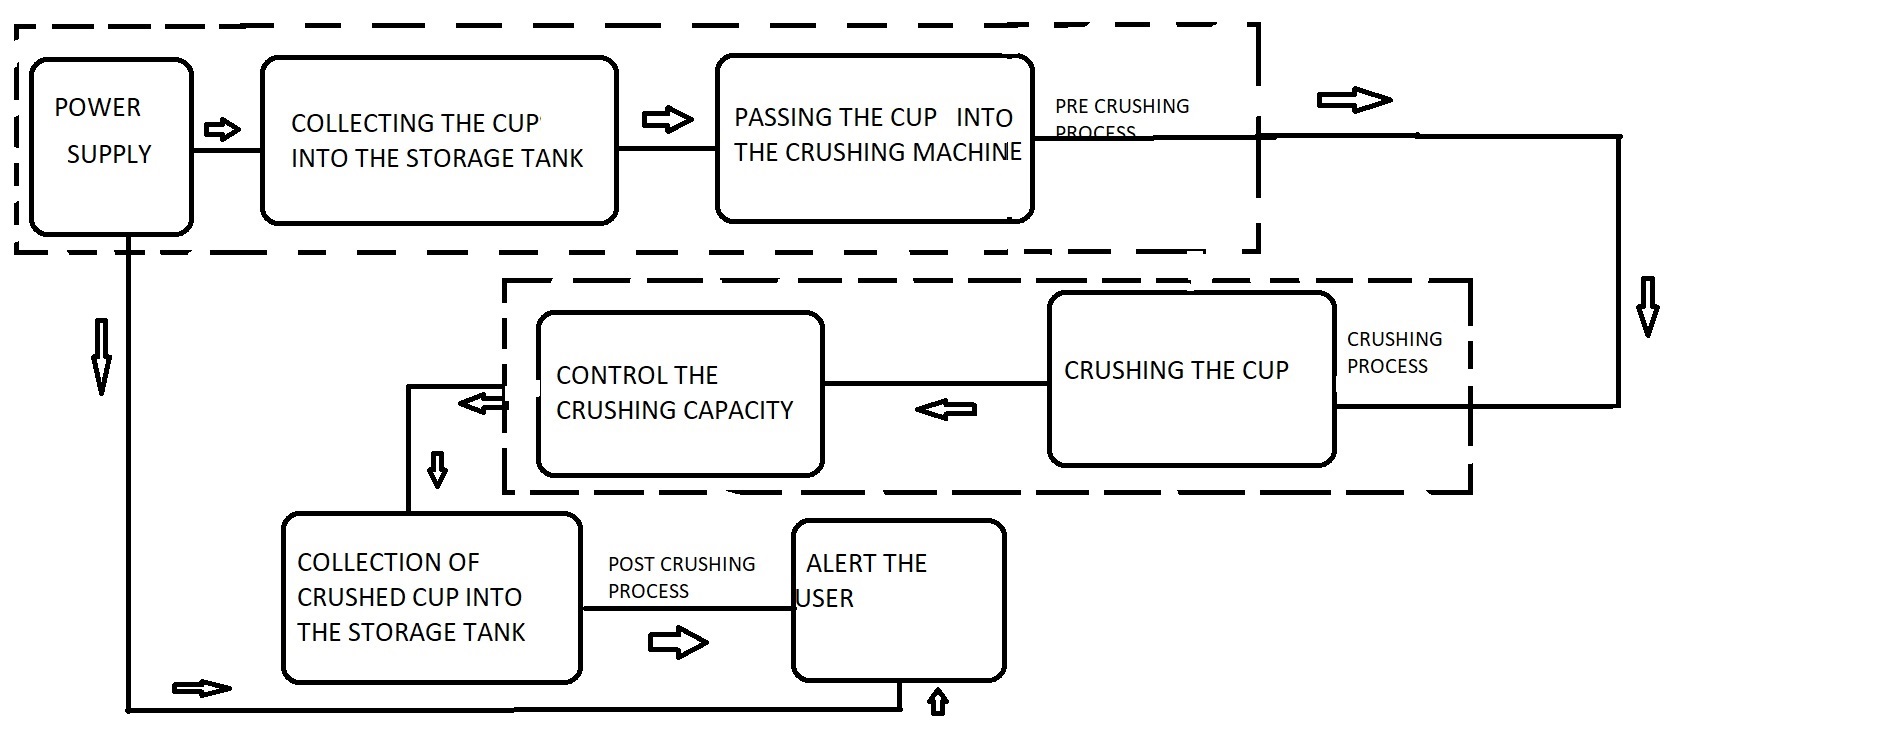 POWER
SUPPLY
COLLECTING THE CUP
INTO THE STORAGE TANK
PASSING THE CUP INTO
THE CRUSHING MACHINE
PRE CRUSHING
PROCESS
CONTROL THE
CRUSHING CAPACITY
CRUSHING THE CUP
CRUSHING
PROCESS
COLLECTION OF
CRUSHED CUP INTO
THE STORAGE TANK
POST CRUSHING
PROCESS
ALERT THE
USER